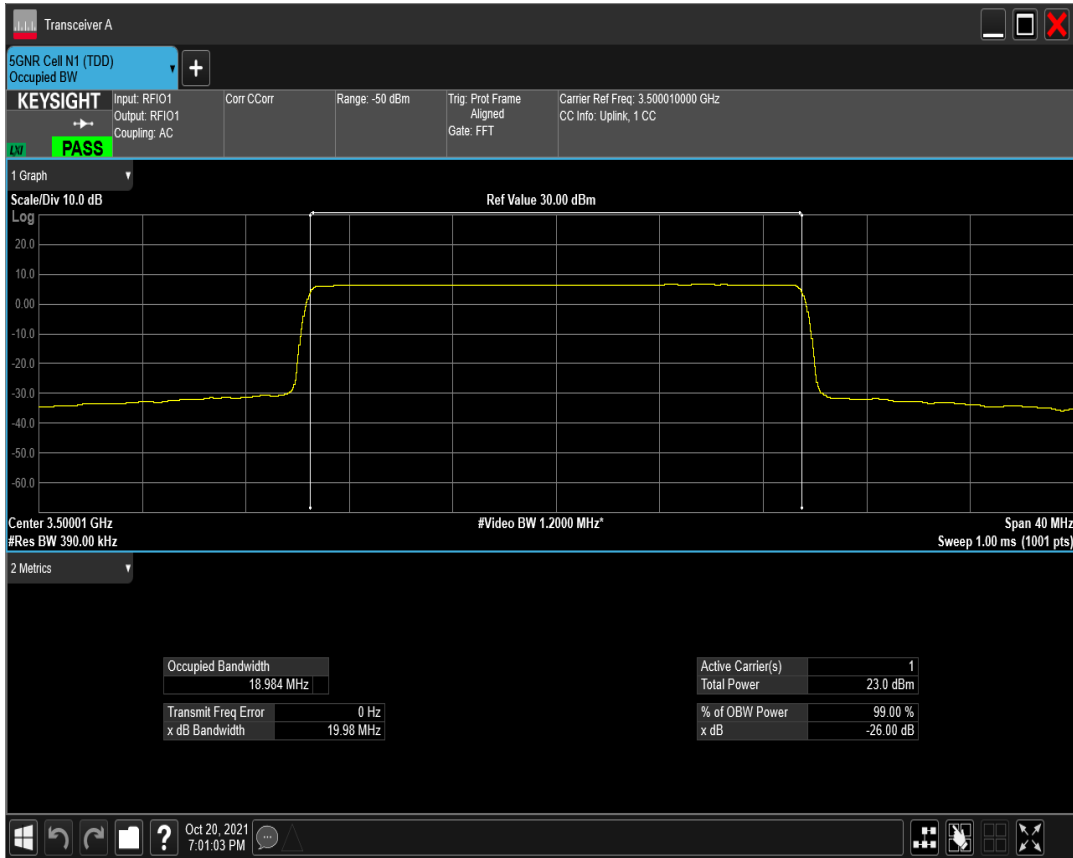 Transceiver A
5GNR Cell N1 (TDD)
Occupied BW
KEYSIGHT
LXI
PASS
Input: RFIO1
Output: RFIO1
Coupling: AC
Corr CCorr
Range: -50 dBm
Trig: Prot Frame
Aligned
Gate: FFT
Carrier Ref Freq: 3.500010000 GHz
CC Info: Uplink, 1 CC
1 Graph
Scale/Div 10.0 dB
Ref Value 30.00 dBm
Log
20.0
10.0
0.00
-10.0
-20.0
-30.0
-40.0
-50.0
-60.0
Center 3.50001 GHz
#Video BW 1.2000 MHz*
Span 40 MHz
#Res BW 390.00 kHz
Sweep 1.00 ms (1001 pts)
2 Metrics
Occupied Bandwidth
18.984 MHz
Transmit Freq Error 0 Hz
x dB Bandwidth 19.98 MHz
Active Carrier(s) 1
Total Power 23.0 dBm
% of OBW Power 99.00 %
x dB -26.00 dB
?
Oct 20, 2021
7:01:03 PM